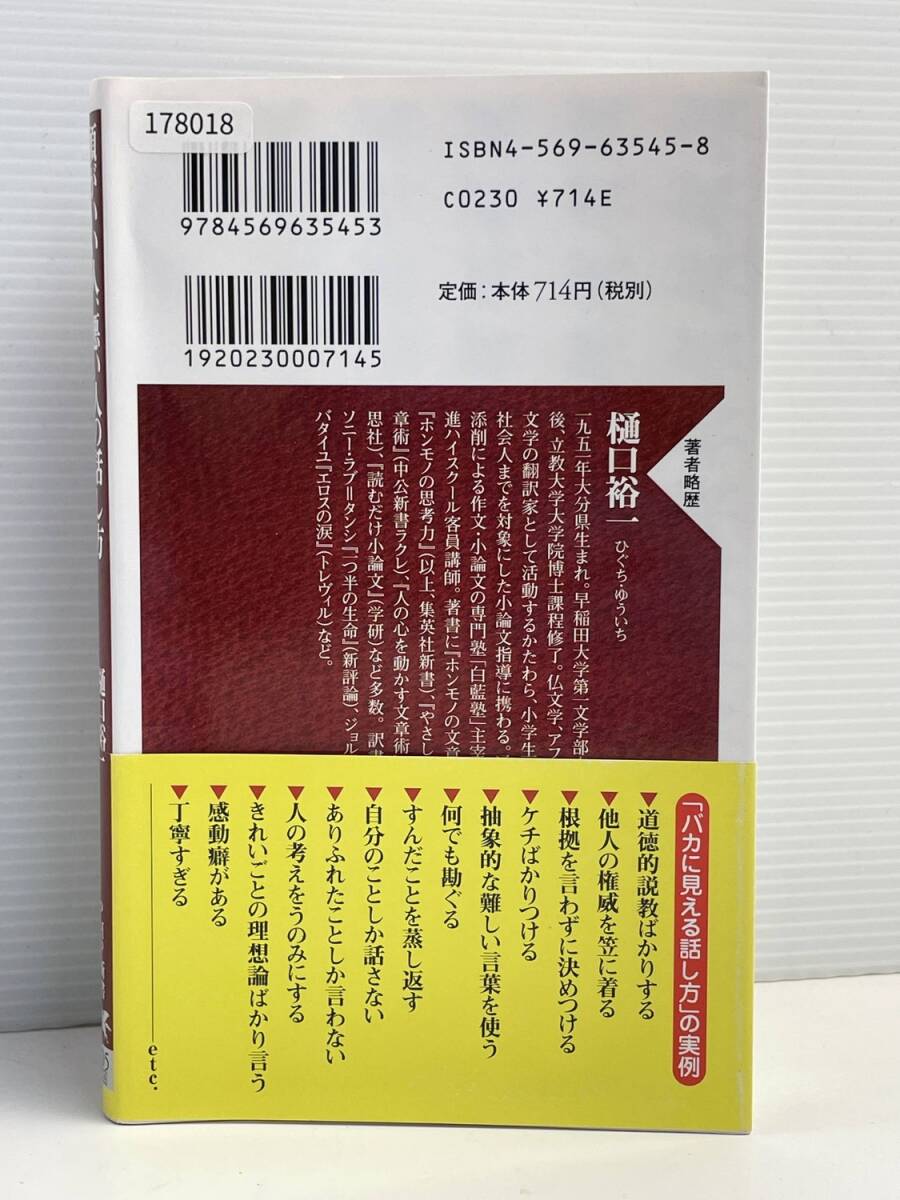 178018
ISBN4-569-63545-8
C0230 ¥714E
9784569635453
定価：本体714円（税別）
1920230007145
著者略歴
樋口裕一 ひぐち・ゆういち
一九五一年大分県生まれ。早稲田大学第一文学部
後、立教大学大学院博士課程修了。仏文学、アフ
文学の翻訳家として活動するかたわら、小学生
社会人までを対象にした小論文指導に携わる。
添削による作文・小論文の専門塾「白藍塾」主宰
進ハイスクール客員講師。著書に『ホンモノの文章
『ホンモノの思考力』（以上、集英社新書）、『やさし
章術』（中公新書ラクレ）、『人の心を動かす文章術
思社）、『読むだけ小論文』（学研）など多数。訳書
ソニー・ラブ＝タンシ『一つ半の生命』（新評論）、ジョル
バタイユ『エロスの涙』（トレヴィル）など。
「バカに見える話し方」の実例
▼道徳的説教ばかりする
▼他人の権威を笠に着る
▼根拠を言わずに決めつける
▼ケチばかりつける
▼抽象的な難しい言葉を使う
▼何でも勘ぐる
▼すんだことを蒸し返す
▼自分のことしか話さない
▼ありふれたことしか言わない
▼人の考えをうのみにする
▼きれいごとの理想論ばかり言う
▼感動癖がある
▼丁寧すぎる
――etc.
頭がいい人、悪い人の話し方
樋口裕一